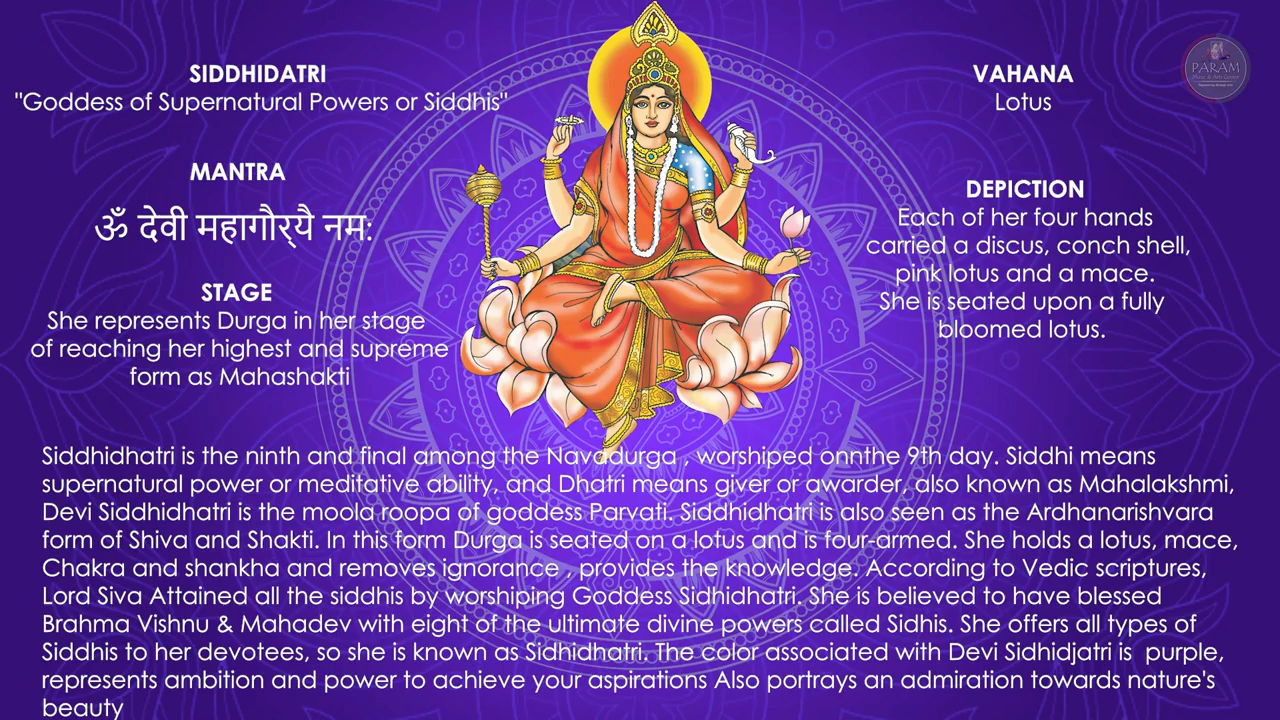 SIDDHIDATRI
"Goddess of Supernatural Powers or Siddhis"
MANTRA
ॐ देवी महागौर्यै नम:
STAGE
She represents Durga in her stage
of reaching her highest and supreme
form as Mahashakti
VAHANA
Lotus
DEPICTION
Each of her four hands
carried a discus, conch shell,
pink lotus and a mace.
She is seated upon a fully
bloomed lotus.
PARAM
Siddhidhatri is the ninth and final among the Navadurga , worshiped onnthe 9th day. Siddhi means
supernatural power or meditative ability, and Dhatri means giver or awarder, also known as Mahalakshmi,
Devi Siddhidhatri is the moola roopa of goddess Parvati. Siddhidhatri is also seen as the Ardhanarishvara
form of Shiva and Shakti. In this form Durga is seated on a lotus and is four-armed. She holds a lotus, mace,
Chakra and shankha and removes ignorance , provides the knowledge. According to Vedic scriptures,
Lord Siva Attained all the siddhis by worshiping Goddess Sidhidhatri. She is believed to have blessed
Brahma Vishnu & Mahadev with eight of the ultimate divine powers called Sidhis. She offers all types of
Siddhis to her devotees, so she is known as Sidhidhatri. The color associated with Devi Sidhidjatri is  purple,
represents ambition and power to achieve your aspirations Also portrays an admiration towards nature's
beauty